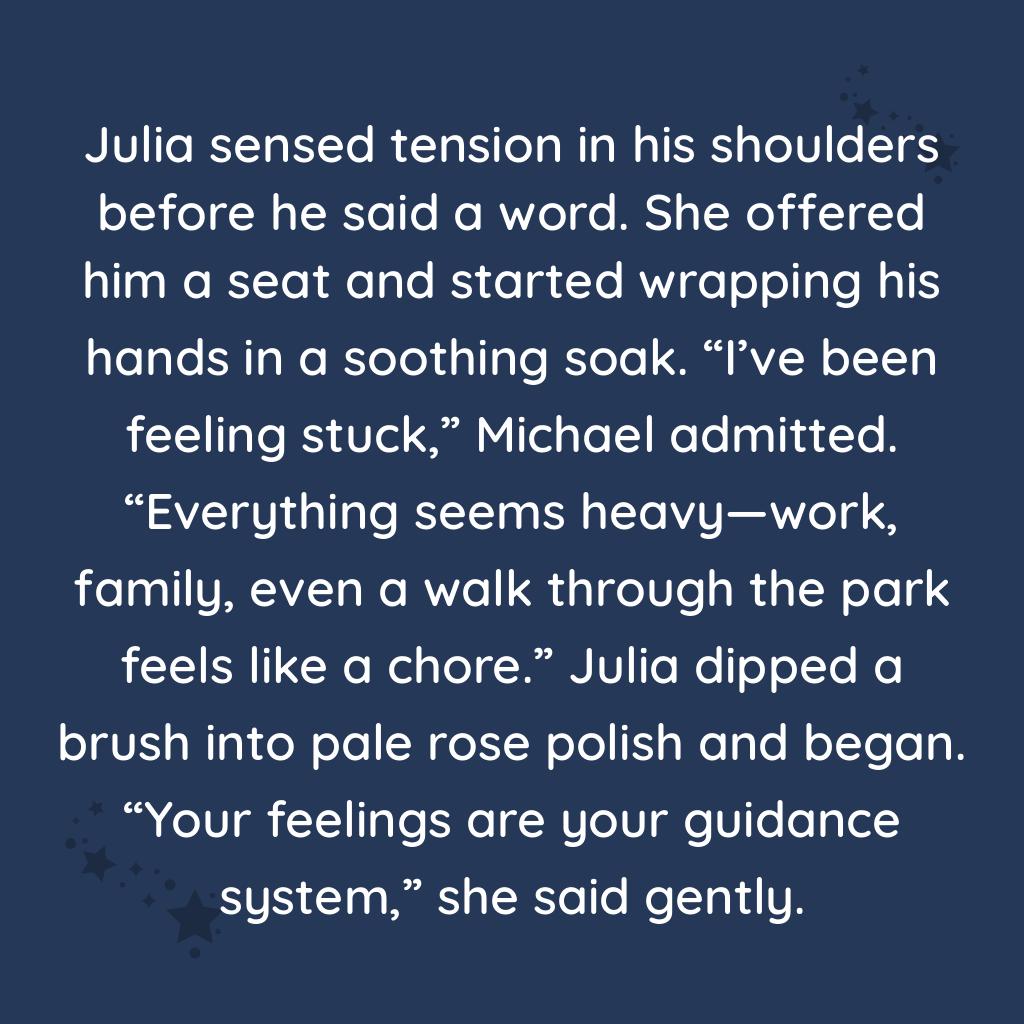 Julia sensed tension in his shoulders
before he said a word. She offered
him a seat and started wrapping his
hands in a soothing soak. “I’ve been
feeling stuck,” Michael admitted.
“Everything seems heavy—work,
family, even a walk through the park
feels like a chore.” Julia dipped a
brush into pale rose polish and began.
“Your feelings are your guidance
system,” she said gently.